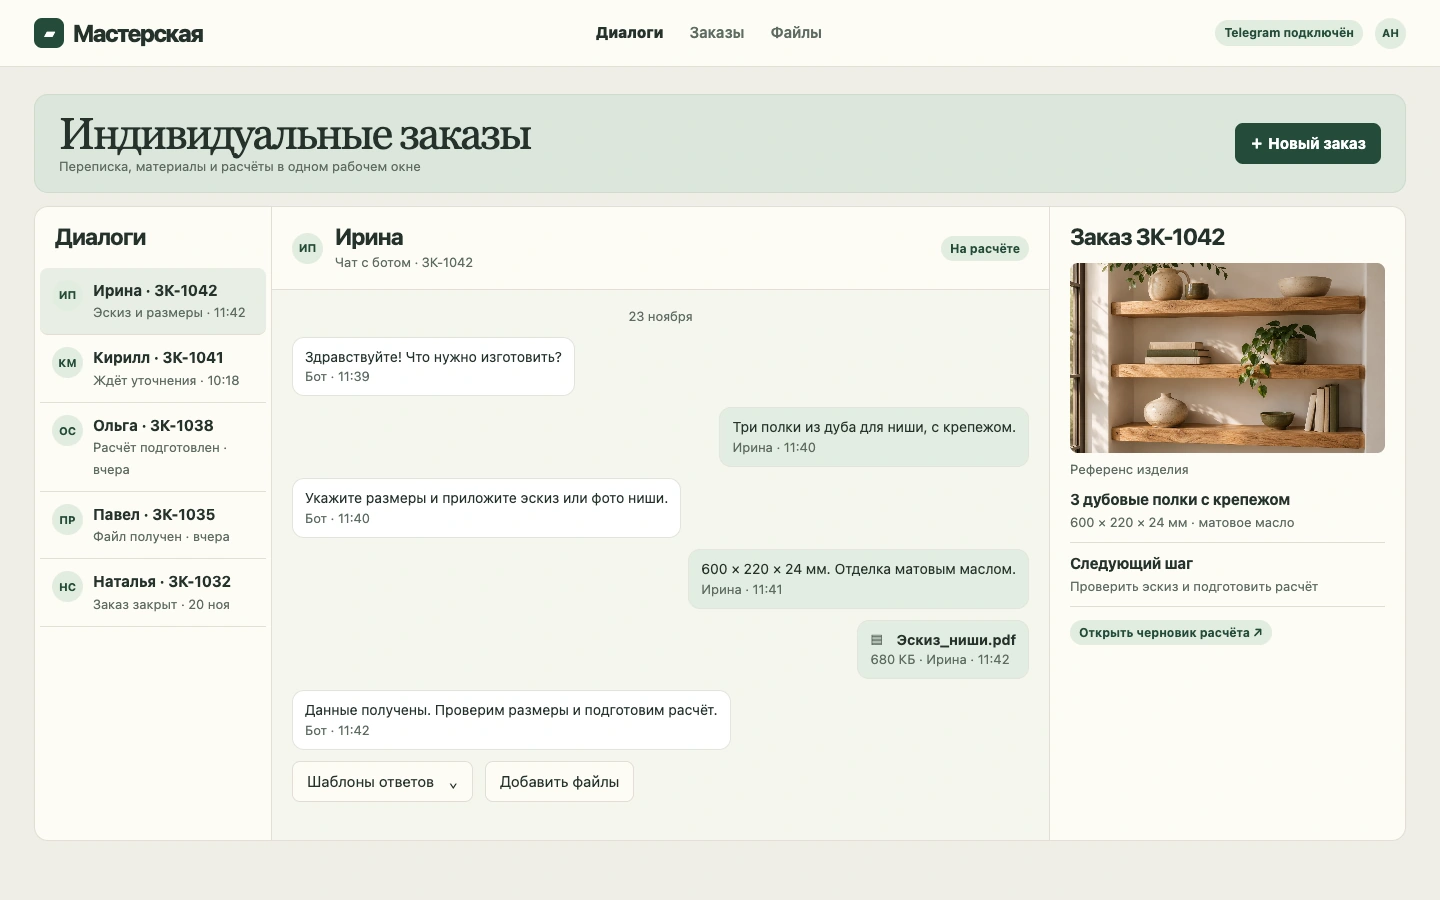 Мастерская
Диалоги
Заказы
Файлы
Telegram подключён
АН
Индивидуальные заказы
Переписка, материалы и расчёты в одном рабочем окне
+ Новый заказ
Диалоги
ИП
Ирина · ЗК-1042
Эскиз и размеры · 11:42
КМ
Кирилл · ЗК-1041
Ждёт уточнения · 10:18
ОС
Ольга · ЗК-1038
Расчёт подготовлен ·
вчера
ПР
Павел · ЗК-1035
Файл получен · вчера
НС
Наталья · ЗК-1032
Заказ закрыт · 20 ноя
ИП
Ирина
Чат с ботом · ЗК-1042
На расчёте
23 ноября
Здравствуйте! Что нужно изготовить?
Бот · 11:39
Три полки из дуба для ниши, с крепежом.
Ирина · 11:40
Укажите размеры и приложите эскиз или фото ниши.
Бот · 11:40
600 × 220 × 24 мм. Отделка матовым маслом.
Ирина · 11:41
Эскиз_ниши.pdf
680 КБ · Ирина · 11:42
Данные получены. Проверим размеры и подготовим расчёт.
Бот · 11:42
Шаблоны ответов
Добавить файлы
Заказ ЗК-1042
Референс изделия
3 дубовые полки с крепежом
600 × 220 × 24 мм · матовое масло
Следующий шаг
Проверить эскиз и подготовить расчёт
Открыть черновик расчёта ↗